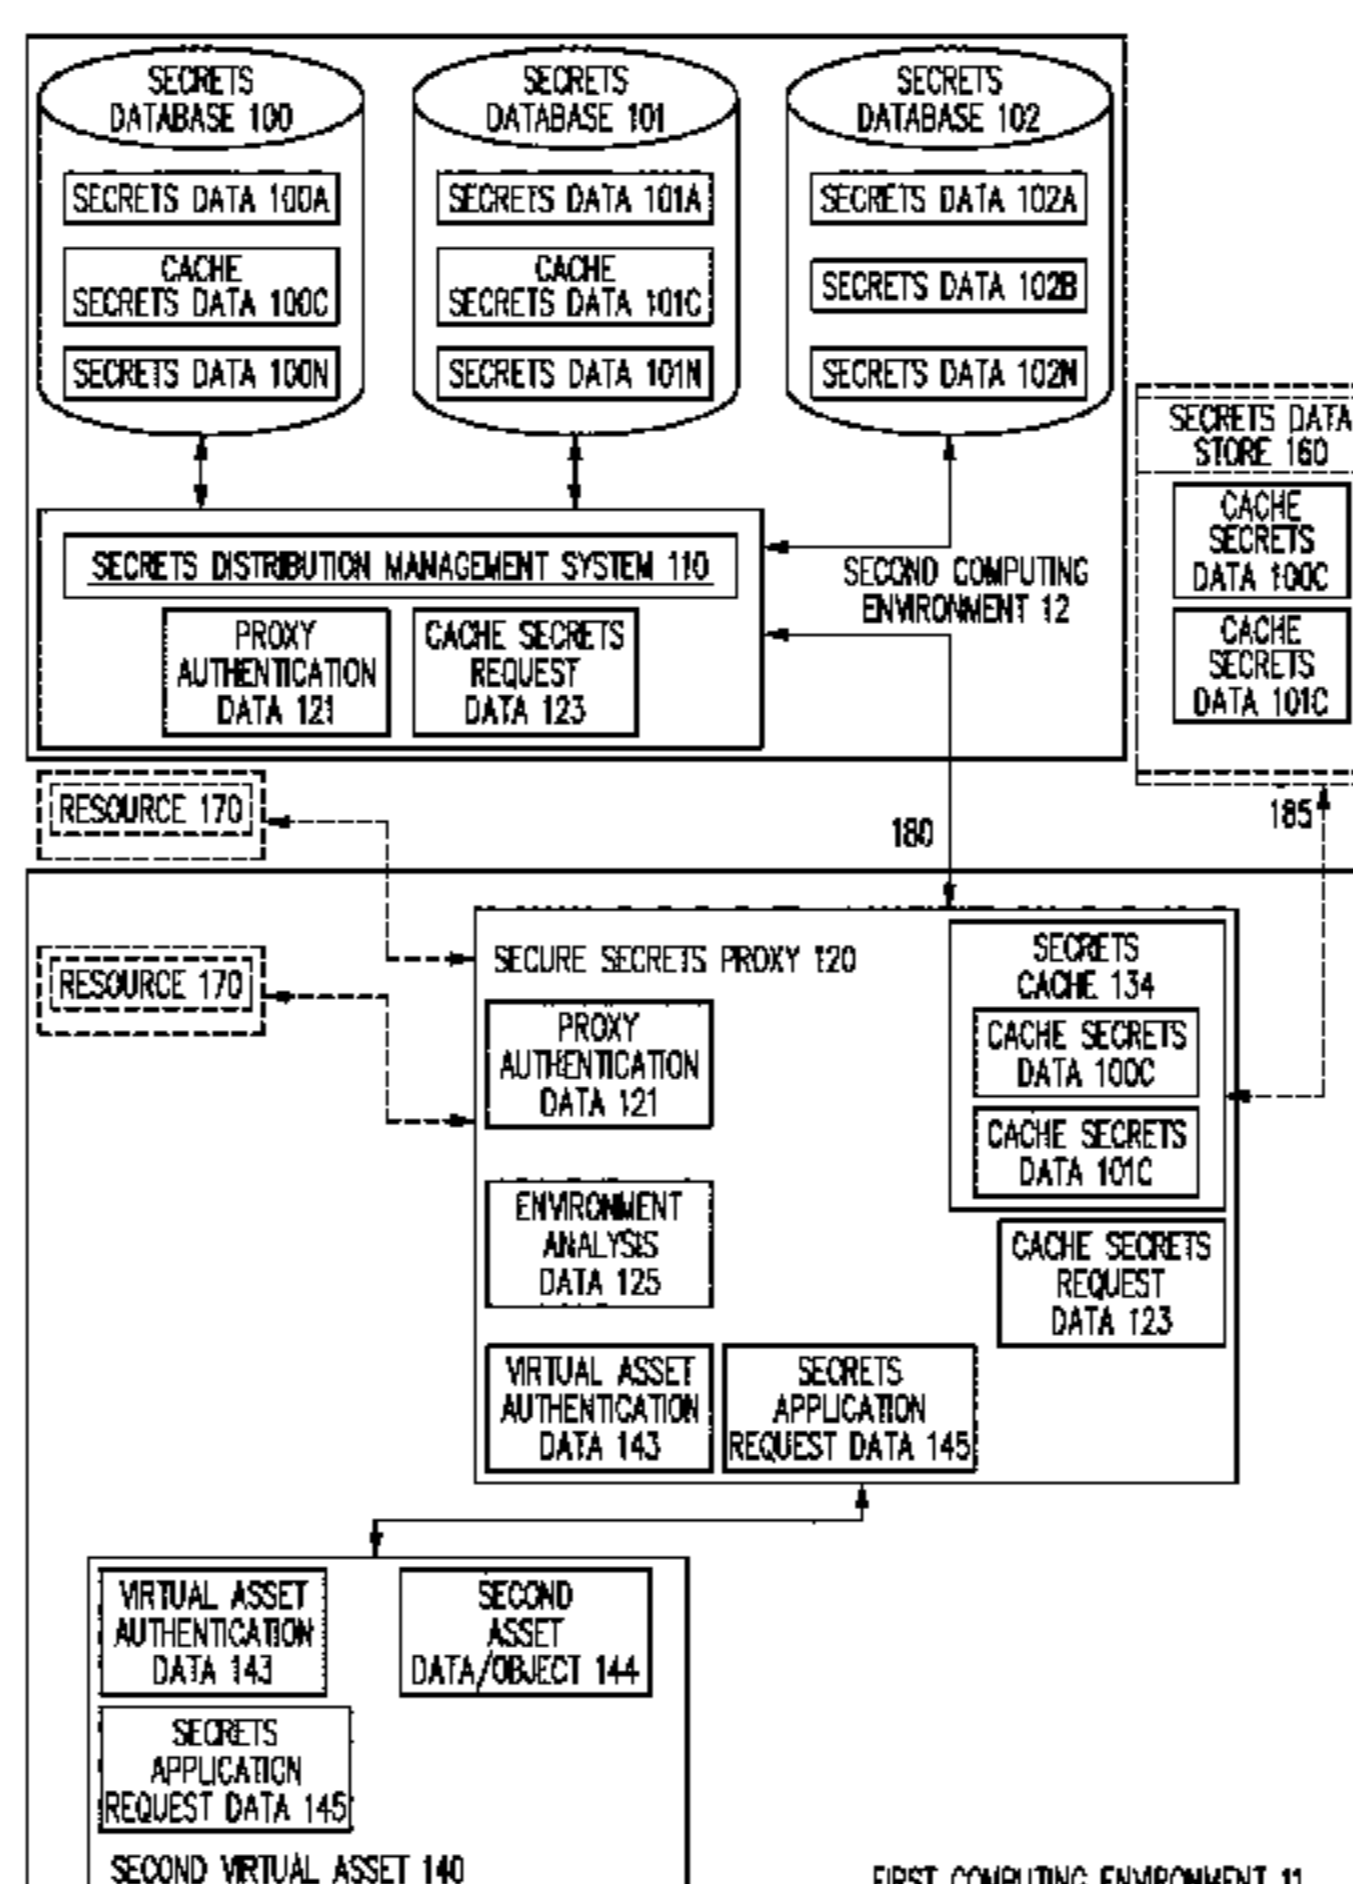 SECRETS
DATABASE 100
SECRETS DATA 100A
CACHE
SECRETS DATA 100C
SECRETS DATA 100N
SECRETS
DATABASE 101
SECRETS DATA 101A
CACHE
SECRETS DATA 101C
SECRETS DATA 101N
SECRETS
DATABASE 102
SECRETS DATA 102A
SECRETS DATA 102B
SECRETS DATA 102N
SECRETS DATA
STORE 160
CACHE
SECRETS
DATA 100C
CACHE
SECRETS
DATA 101C
SECRETS DISTRIBUTION MANAGEMENT SYSTEM 110
PROXY
AUTHENTICATION
DATA 121
CACHE SECRETS
REQUEST
DATA 123
SECOND COMPUTING
ENVIRONMENT 12
RESOURCE 170
180
185
RESOURCE 170
SECURE SECRETS PROXY 120
PROXY
AUTHENTICATION
DATA 121
SECRETS
CACHE 134
CACHE SECRETS
DATA 100C
CACHE SECRETS
DATA 101C
ENVIRONMENT
ANALYSIS
DATA 125
CACHE SECRETS
REQUEST
DATA 123
VIRTUAL ASSET
AUTHENTICATION
DATA 143
SECRETS
APPLICATION
REQUEST DATA 145
VIRTUAL ASSET
AUTHENTICATION
DATA 143
SECOND
ASSET
DATA/OBJECT 144
SECRETS
APPLICATION
REQUEST DATA 145
SECOND VIRTUAL ASSET 140
FIRST COMPUTING ENVIRONMENT 11